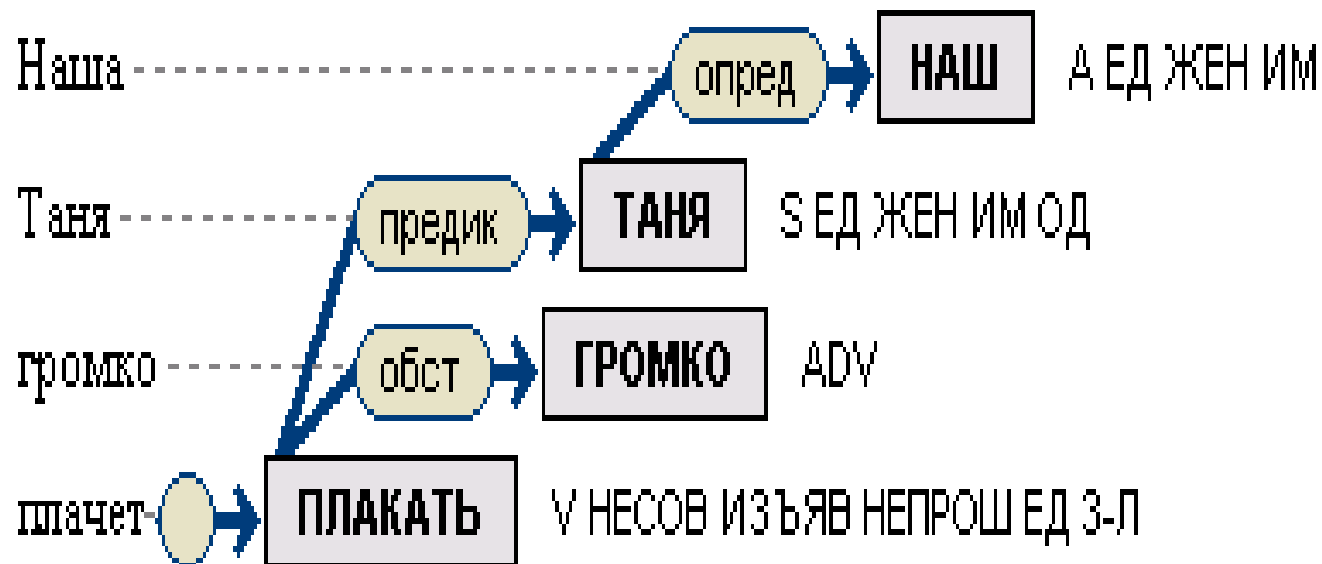 Наша опред НАШ А ЕД ЖЕН ИМ
Таня предик ТАНЯ S ЕД ЖЕН ИМ ОД
громко обст ГРОМКО ADV
плачет ПЛАКАТЬ V НЕСОВ ИЗЪЯВ НЕПРОШ ЕД 3-Л